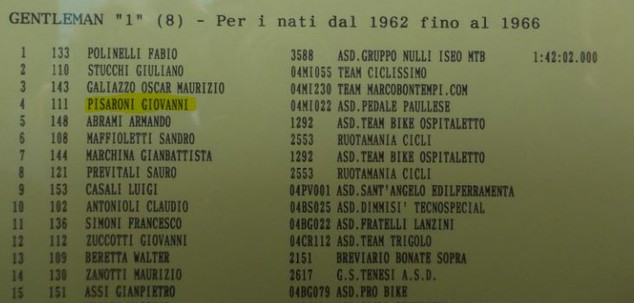 GENTLEMAN "1" (8) - Per i nati dal 1962 fino al 1966
1 133 POLINELLI FABIO 3588 ASD.GRUPPO NULLI ISEO MTB 1:42:02.000
2 110 STUCCHI GIULIANO 04MI055 TEAM CICLISSIMO
3 143 GALIAZZO OSCAR MAURIZIO 04MI230 TEAM MARCOBONTEMPI.COM
4 111 PISARONI GIOVANNI 04MI022 ASD.PEDALE PAULLESE
5 148 ABRAMI ARMANDO 1292 ASD.TEAM BIKE OSPITALETTO
6 108 MAFFIOLETTI SANDRO 2553 RUOTAMANIA CICLI
7 144 MARCHINA GIANBATTISTA 1292 ASD.TEAM BIKE OSPITALETTO
8 121 PREVITALI SAURO 2553 RUOTAMANIA CICLI
9 153 CASALI LUIGI 04PV001 ASD.SANT'ANGELO EDILFERRAMENTA
10 102 ANTONIOLI CLAUDIO 04BS025 ASD.DIMMISI' TECNOSPECIAL
11 136 SIMONI FRANCESCO 04BG022 ASD.FRATELLI LANZINI
12 112 ZUCCOTTI GIOVANNI 04CR112 ASD.TEAM TRIGOLO
13 109 BERETTA WALTER 2151 BREVIARIO BONATE SOPRA
14 130 ZANOTTI MAURIZIO 2617 G.S.TENESI A.S.D.
15 151 ASSI GIANPIETRO 04BG079 ASD.PRO BIKE